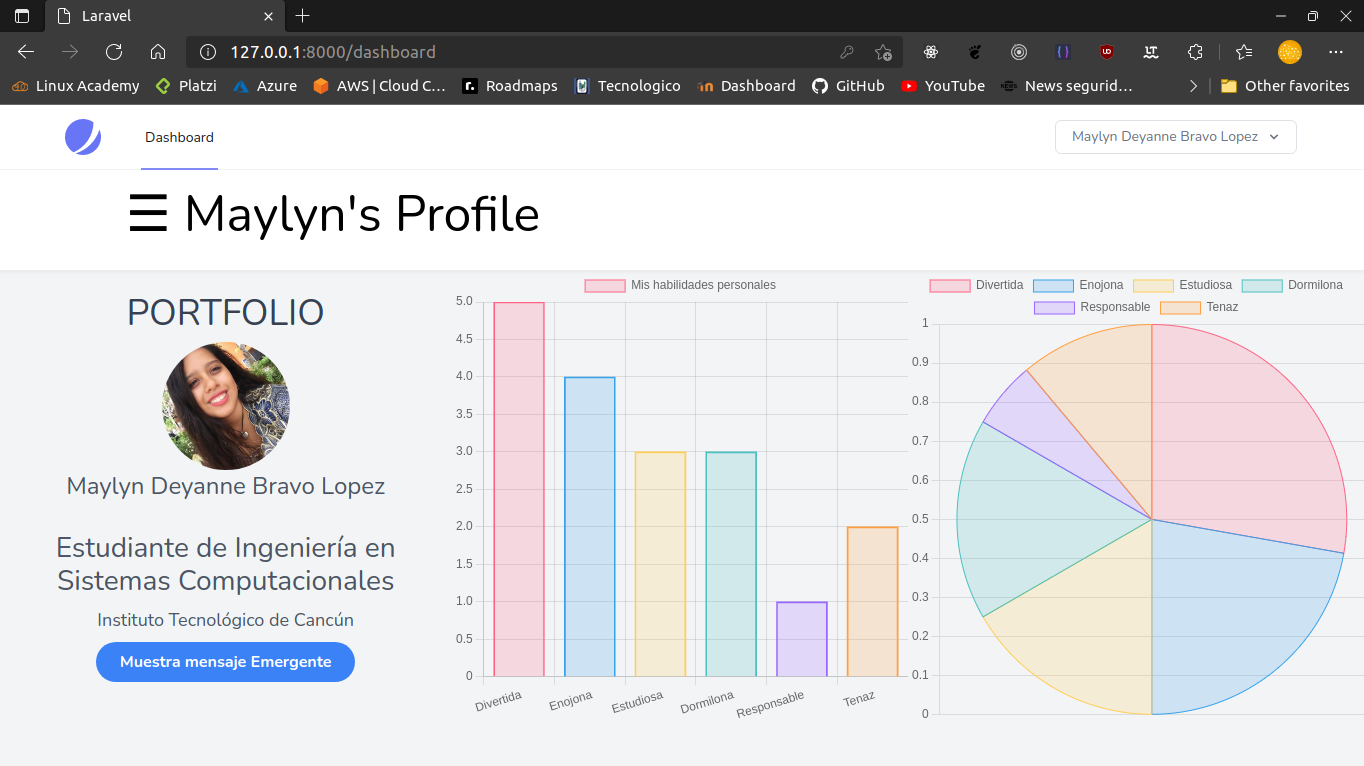 Laravel
127.0.0.1:8000/dashboard
Linux Academy
Platzi
Azure
AWS | Cloud C...
Roadmaps
Tecnologico
Dashboard
GitHub
YouTube
News segurid...
Other favorites
Dashboard
Maylyn Deyanne Bravo Lopez
☰ Maylyn's Profile
PORTFOLIO
Maylyn Deyanne Bravo Lopez
Estudiante de Ingeniería en
Sistemas Computacionales
Instituto Tecnológico de Cancún
Muestra mensaje Emergente
Mis habilidades personales
5.0
4.5
4.0
3.5
3.0
2.5
2.0
1.5
1.0
0.5
0
Divertida
Enojona
Estudiosa
Dormilona
Responsable
Tenaz
Divertida Enojona Estudiosa Dormilona
Responsable Tenaz
1
0.9
0.8
0.7
0.6
0.5
0.4
0.3
0.2
0.1
0